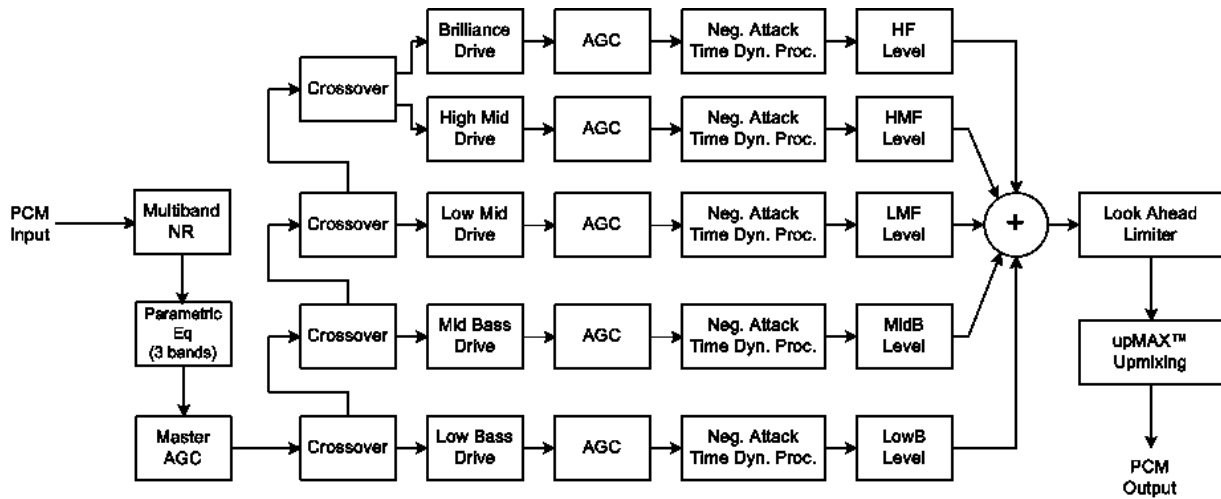 Brilliance
Drive
AGC
Neg. Attack
Time Dyn. Proc.
HF
Level
Crossover
High Mid
Drive
AGC
Neg. Attack
Time Dyn. Proc.
HMF
Level
PCM
Input
Multiband
NR
Crossover
Low Mid
Drive
AGC
Neg. Attack
Time Dyn. Proc.
LMF
Level
+
Look Ahead
Limiter
Parametric
Eq
(3 bands)
Crossover
Mid Bass
Drive
AGC
Neg. Attack
Time Dyn. Proc.
MidB
Level
upMAX™
Upmixing
Master
AGC
Crossover
Low Bass
Drive
AGC
Neg. Attack
Time Dyn. Proc.
LowB
Level
PCM
Output